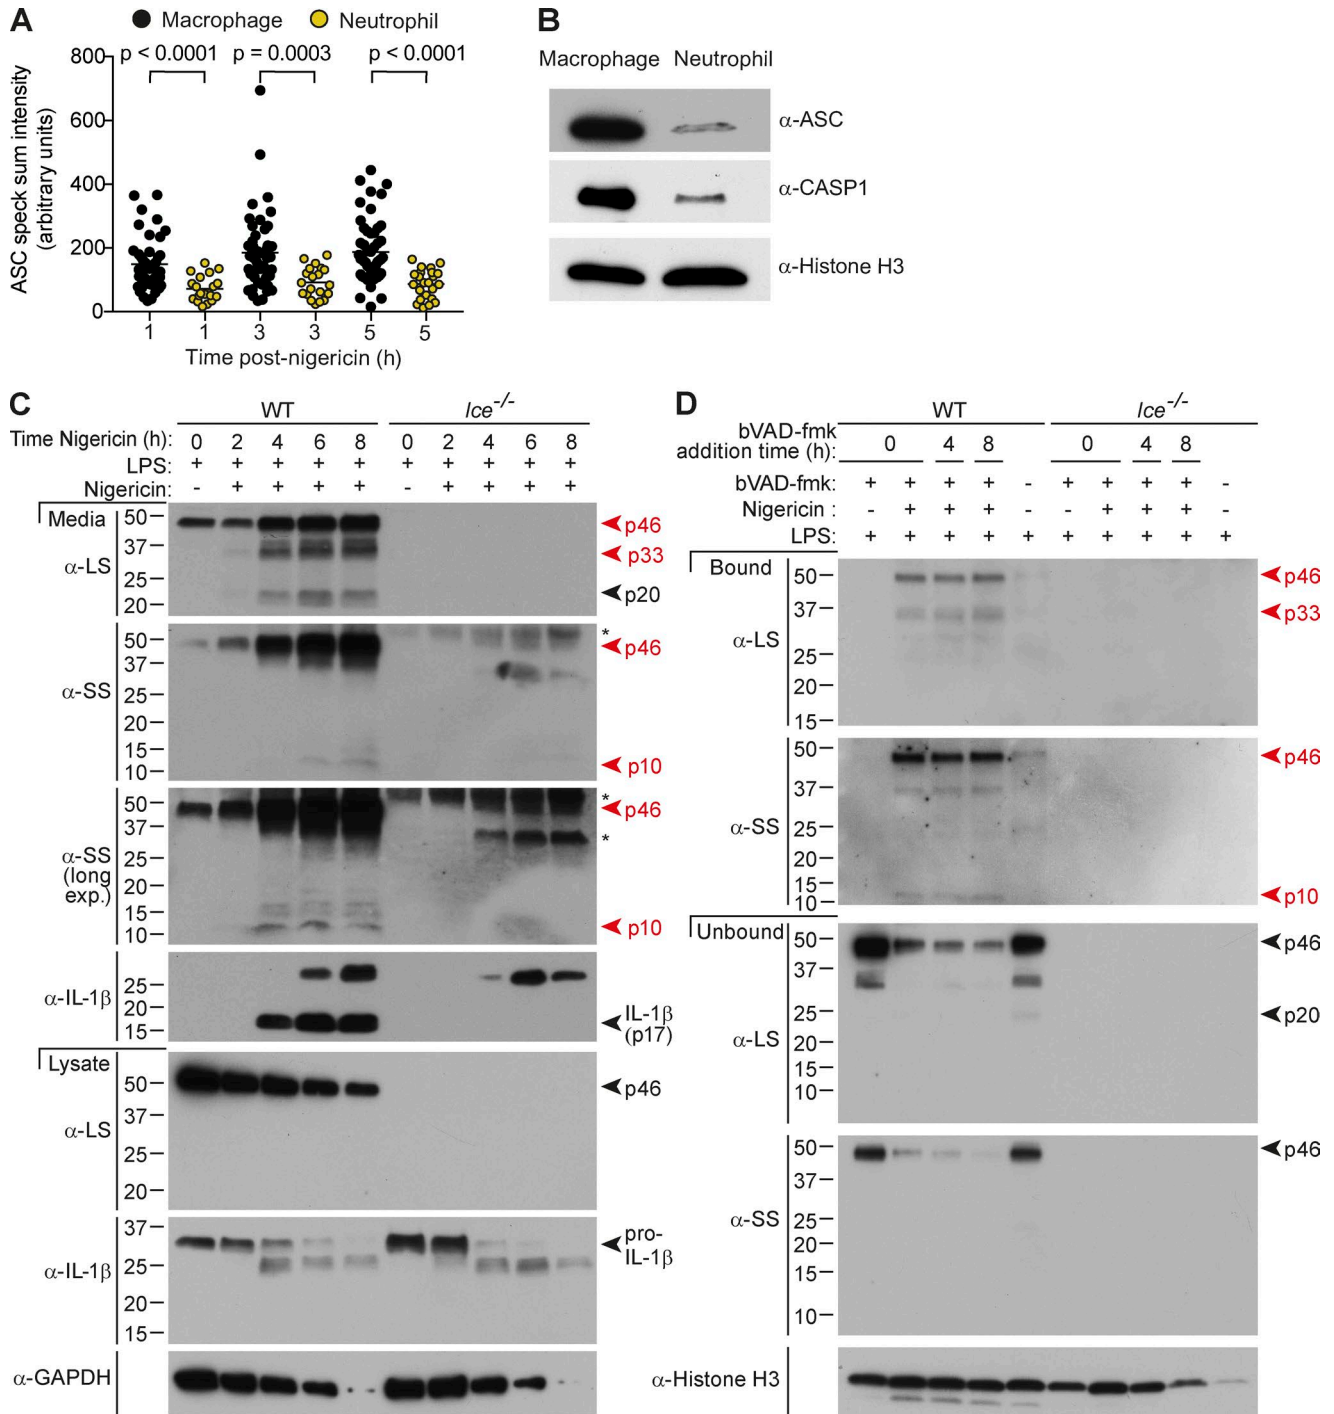 A
Macrophage Neutrophil
p < 0.0001 p = 0.0003 p < 0.0001
800
600
400
200
0
ASC speck sum intensity
(arbitrary units)
1 1 3 3 5 5
Time post-nigericin (h)
B
Macrophage Neutrophil
α-ASC
α-CASP1
α-Histone H3
C
WT Ice-/-
Time Nigericin (h): 0 2 4 6 8 0 2 4 6 8
LPS: + + + + + + + + + +
Nigericin: - + + + + - + + + +
Media
α-LS
50
37
25
20
p46
p33
p20
α-SS
50
37
25
20
15
10
*
p46
p10
α-SS
(long
exp.)
50
37
25
20
15
10
*
p46
*
p10
α-IL-1β
25
20
15
IL-1β
(p17)
Lysate
α-LS
50
37
25
20
p46
α-IL-1β
37
25
20
15
pro-
IL-1β
α-GAPDH
D
WT Ice-/-
bVAD-fmk
addition time (h): 0 4 8 0 4 8
bVAD-fmk: + + + + - + + + + -
Nigericin : - + + + - - + + + -
LPS: + + + + + + + + + +
Bound
α-LS
50
37
25
20
15
p46
p33
α-SS
50
37
25
20
15
10
p46
p10
Unbound
α-LS
50
37
25
20
15
10
p46
p20
α-SS
50
37
25
20
15
10
p46
α-Histone H3